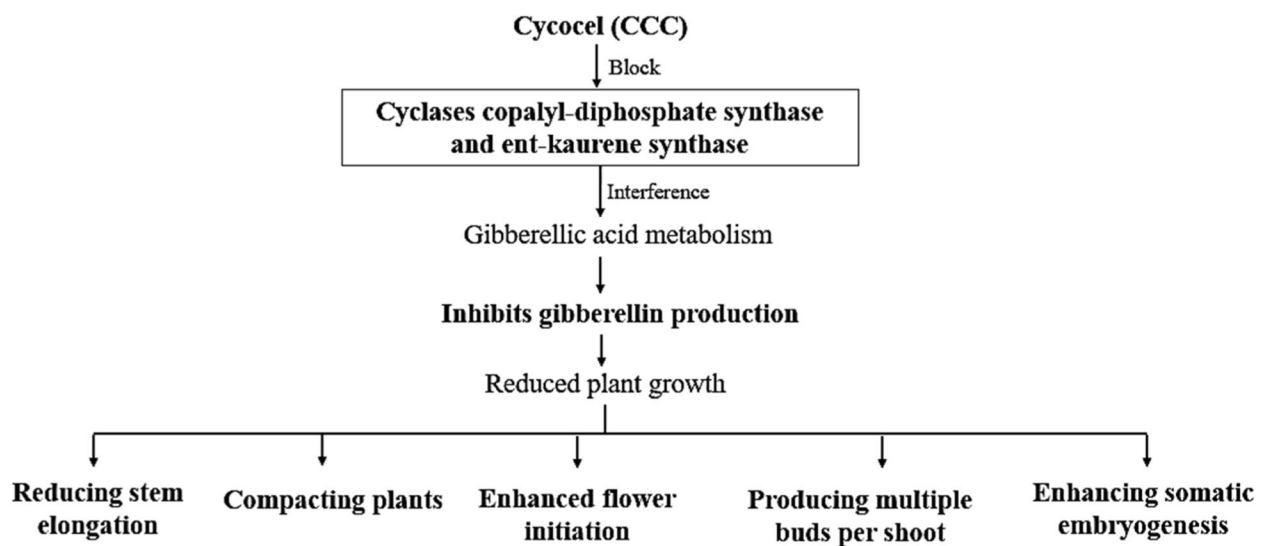 Cycocel (CCC)
Block
Cyclases copalyl-diphosphate synthase
and ent-kaurene synthase
Interference
Gibberellic acid metabolism
Inhibits gibberellin production
Reduced plant growth
Reducing stem
elongation
Compacting plants
Enhanced flower
initiation
Producing multiple
buds per shoot
Enhancing somatic
embryogenesis